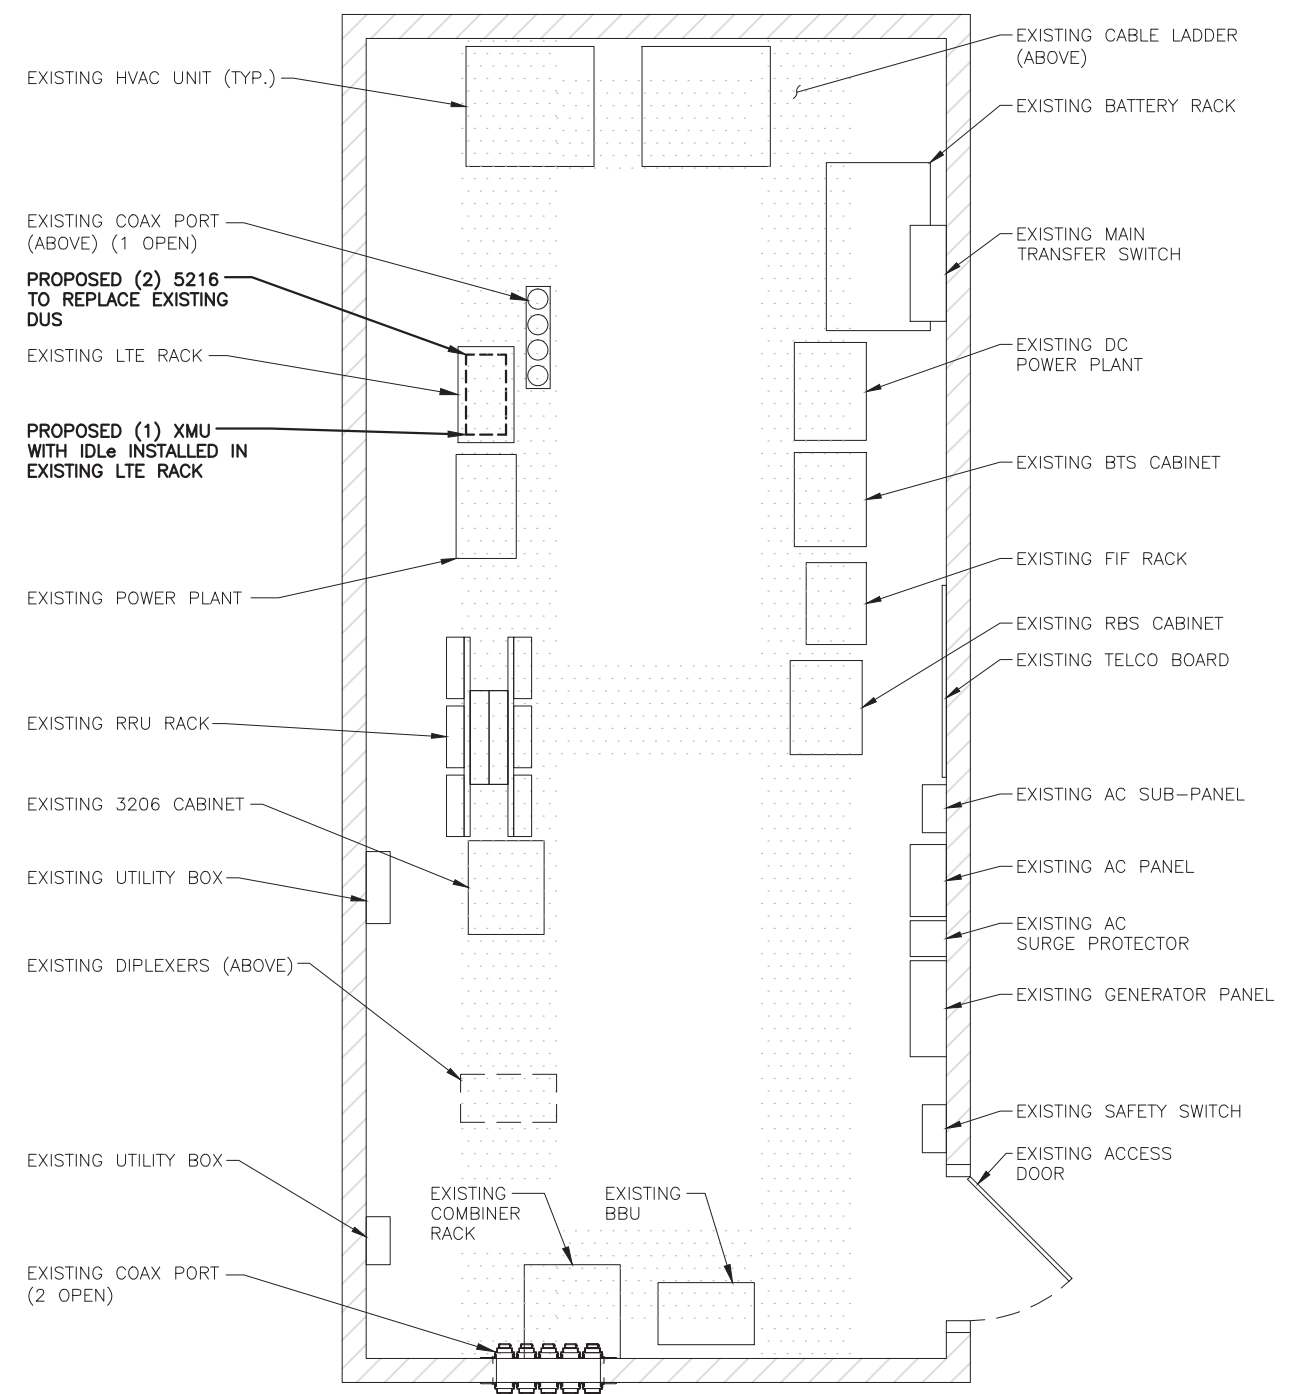 EXISTING HVAC UNIT (TYP.)
EXISTING COAX PORT
(ABOVE) (1 OPEN)
PROPOSED (2) 5216
TO REPLACE EXISTING
DUS
EXISTING LTE RACK
PROPOSED (1) XMU
WITH IDLe INSTALLED IN
EXISTING LTE RACK
EXISTING POWER PLANT
EXISTING RRU RACK
EXISTING 3206 CABINET
EXISTING UTILITY BOX
EXISTING DIPLEXERS (ABOVE)
EXISTING UTILITY BOX
EXISTING COAX PORT
(2 OPEN)
EXISTING
COMBINER
RACK
EXISTING
BBU
EXISTING CABLE LADDER
(ABOVE)
EXISTING BATTERY RACK
EXISTING MAIN
TRANSFER SWITCH
EXISTING DC
POWER PLANT
EXISTING BTS CABINET
EXISTING FIF RACK
EXISTING RBS CABINET
EXISTING TELCO BOARD
EXISTING AC SUB-PANEL
EXISTING AC PANEL
EXISTING AC
SURGE PROTECTOR
EXISTING GENERATOR PANEL
EXISTING SAFETY SWITCH
EXISTING ACCESS
DOOR